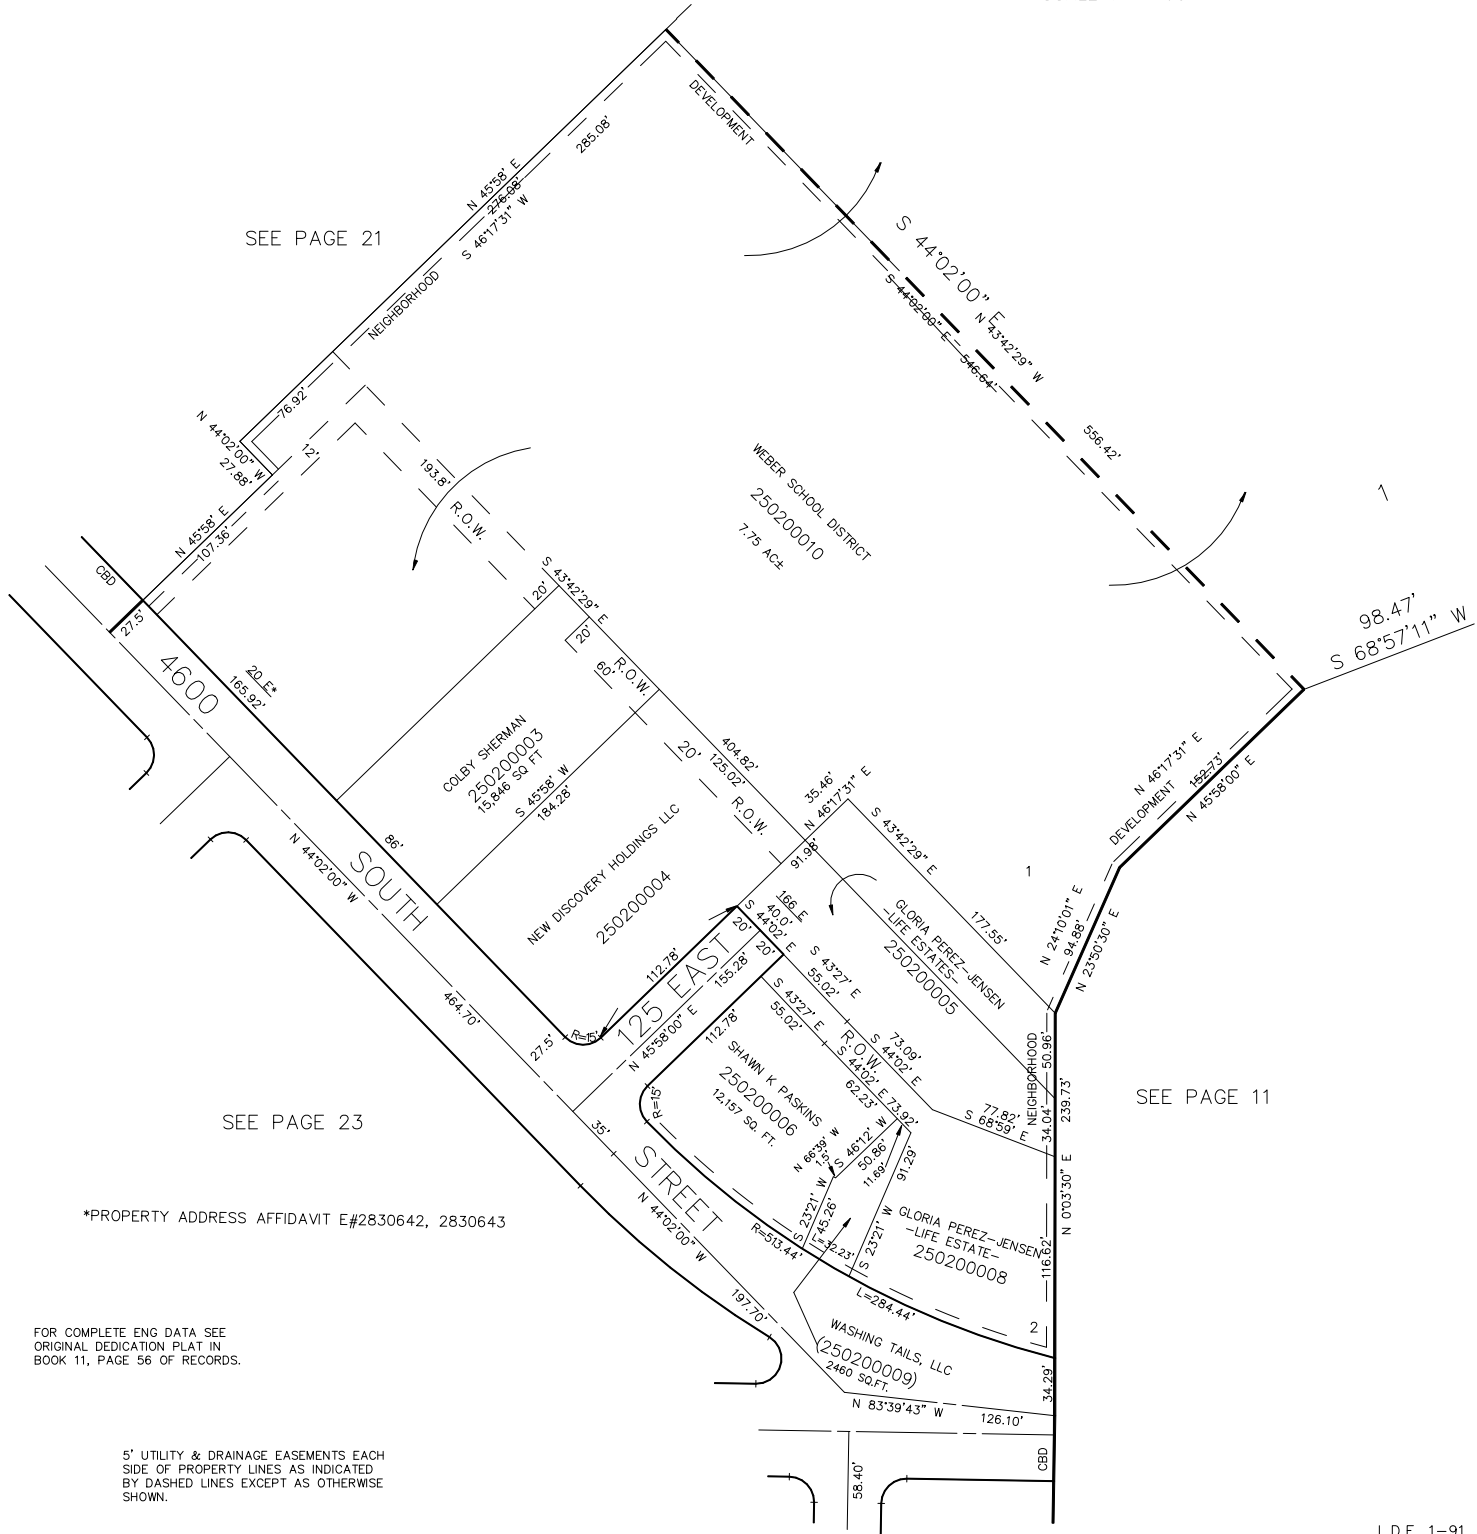 DEVELOPMENT
285.08'
N 45°58' E
276.08'
S 46°17'31" W
SEE PAGE 21
NEIGHBORHOOD
S 44°02'00" E
S 44°02'00" E 546.64'
N 43°42'29" W
556.42'
76.92'
N 44°02'00" W
27.88'
12'
193.8'
R.O.W.
N 45°58' E
107.36'
WEBER SCHOOL DISTRICT
250200010
7.75 AC±
1
98.47'
S 68°57'11" W
CBD
27.5'
S 43°42'29" E
20'
20'
60'
R.O.W.
4600
20 E*
165.92'
COLBY SHERMAN
250200003
15,846 SQ FT
S 45°58' W
184.28'
20'
404.82'
125.02'
R.O.W.
35.46'
N 46°17'31" E
91.98'
S 43°42'29" E
177.55'
N 46°17'31" E
152.73'
DEVELOPMENT
N 45°58'00" E
86'
N 44°02'00" W
SOUTH
NEW DISCOVERY HOLDINGS LLC
250200004
1
166 E
40.0'
S 44°02' E
20'
20'
GLORIA PEREZ-JENSEN
-LIFE ESTATES-
250200005
N 24°10'01" E
94.88'
N 23°50'30" E
112.78'
125 EAST
155.28'
N 45°58'00" E
S 43°27' E
55.02'
S 43°27' E
55.02'
464.70'
27.5'
R=15'
112.78'
R=15'
SHAWN K PASKINS
250200006
12,157 SQ. FT.
R.O.W.
73.09'
S 44°02' E
S 44°02' E 73.92'
62.23'
77.82'
S 68°59' E
NEIGHBORHOOD
50.96'
34.04'
239.73'
N 0°03'30" E
SEE PAGE 11
SEE PAGE 23
35'
STREET
N 44°02'00" W
N 66°39' W
1.5'
S 46°12' W
50.86'
11.69'
91.29'
S 23°21' W
45.26'
L=32.23'
S 23°21' W
R=513.44'
GLORIA PEREZ-JENSEN
-LIFE ESTATE-
250200008
116.62'
*PROPERTY ADDRESS AFFIDAVIT E#2830642, 2830643
197.70'
L=284.44'
2
WASHING TAILS, LLC
(250200009)
2460 SQ.FT.
34.29'
N 83°39'43" W
126.10'
FOR COMPLETE ENG DATA SEE
ORIGINAL DEDICATION PLAT IN
BOOK 11, PAGE 56 OF RECORDS.
CBD
58.40'
5' UTILITY & DRAINAGE EASEMENTS EACH
SIDE OF PROPERTY LINES AS INDICATED
BY DASHED LINES EXCEPT AS OTHERWISE
SHOWN.
1-91